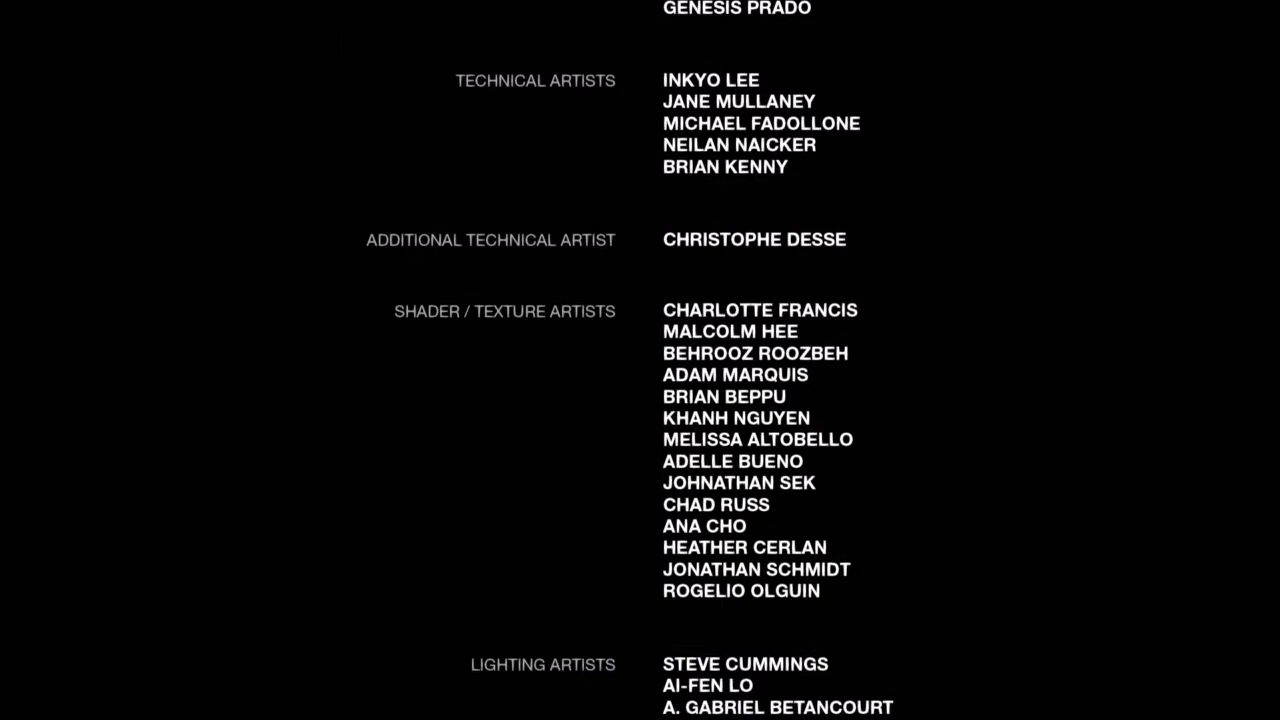 GENESIS PRADO
TECHNICAL ARTISTS INKYO LEE
JANE MULLANEY
MICHAEL FADOLLONE
NEILAN NAICKER
BRIAN KENNY
ADDITIONAL TECHNICAL ARTIST CHRISTOPHE DESSE
SHADER / TEXTURE ARTISTS CHARLOTTE FRANCIS
MALCOLM HEE
BEHROOZ ROOZBEH
ADAM MARQUIS
BRIAN BEPPU
KHANH NGUYEN
MELISSA ALTOBELLO
ADELLE BUENO
JOHNATHAN SEK
CHAD RUSS
ANA CHO
HEATHER CERLAN
JONATHAN SCHMIDT
ROGELIO OLGUIN
LIGHTING ARTISTS STEVE CUMMINGS
AI-FEN LO
A. GABRIEL BETANCOURT